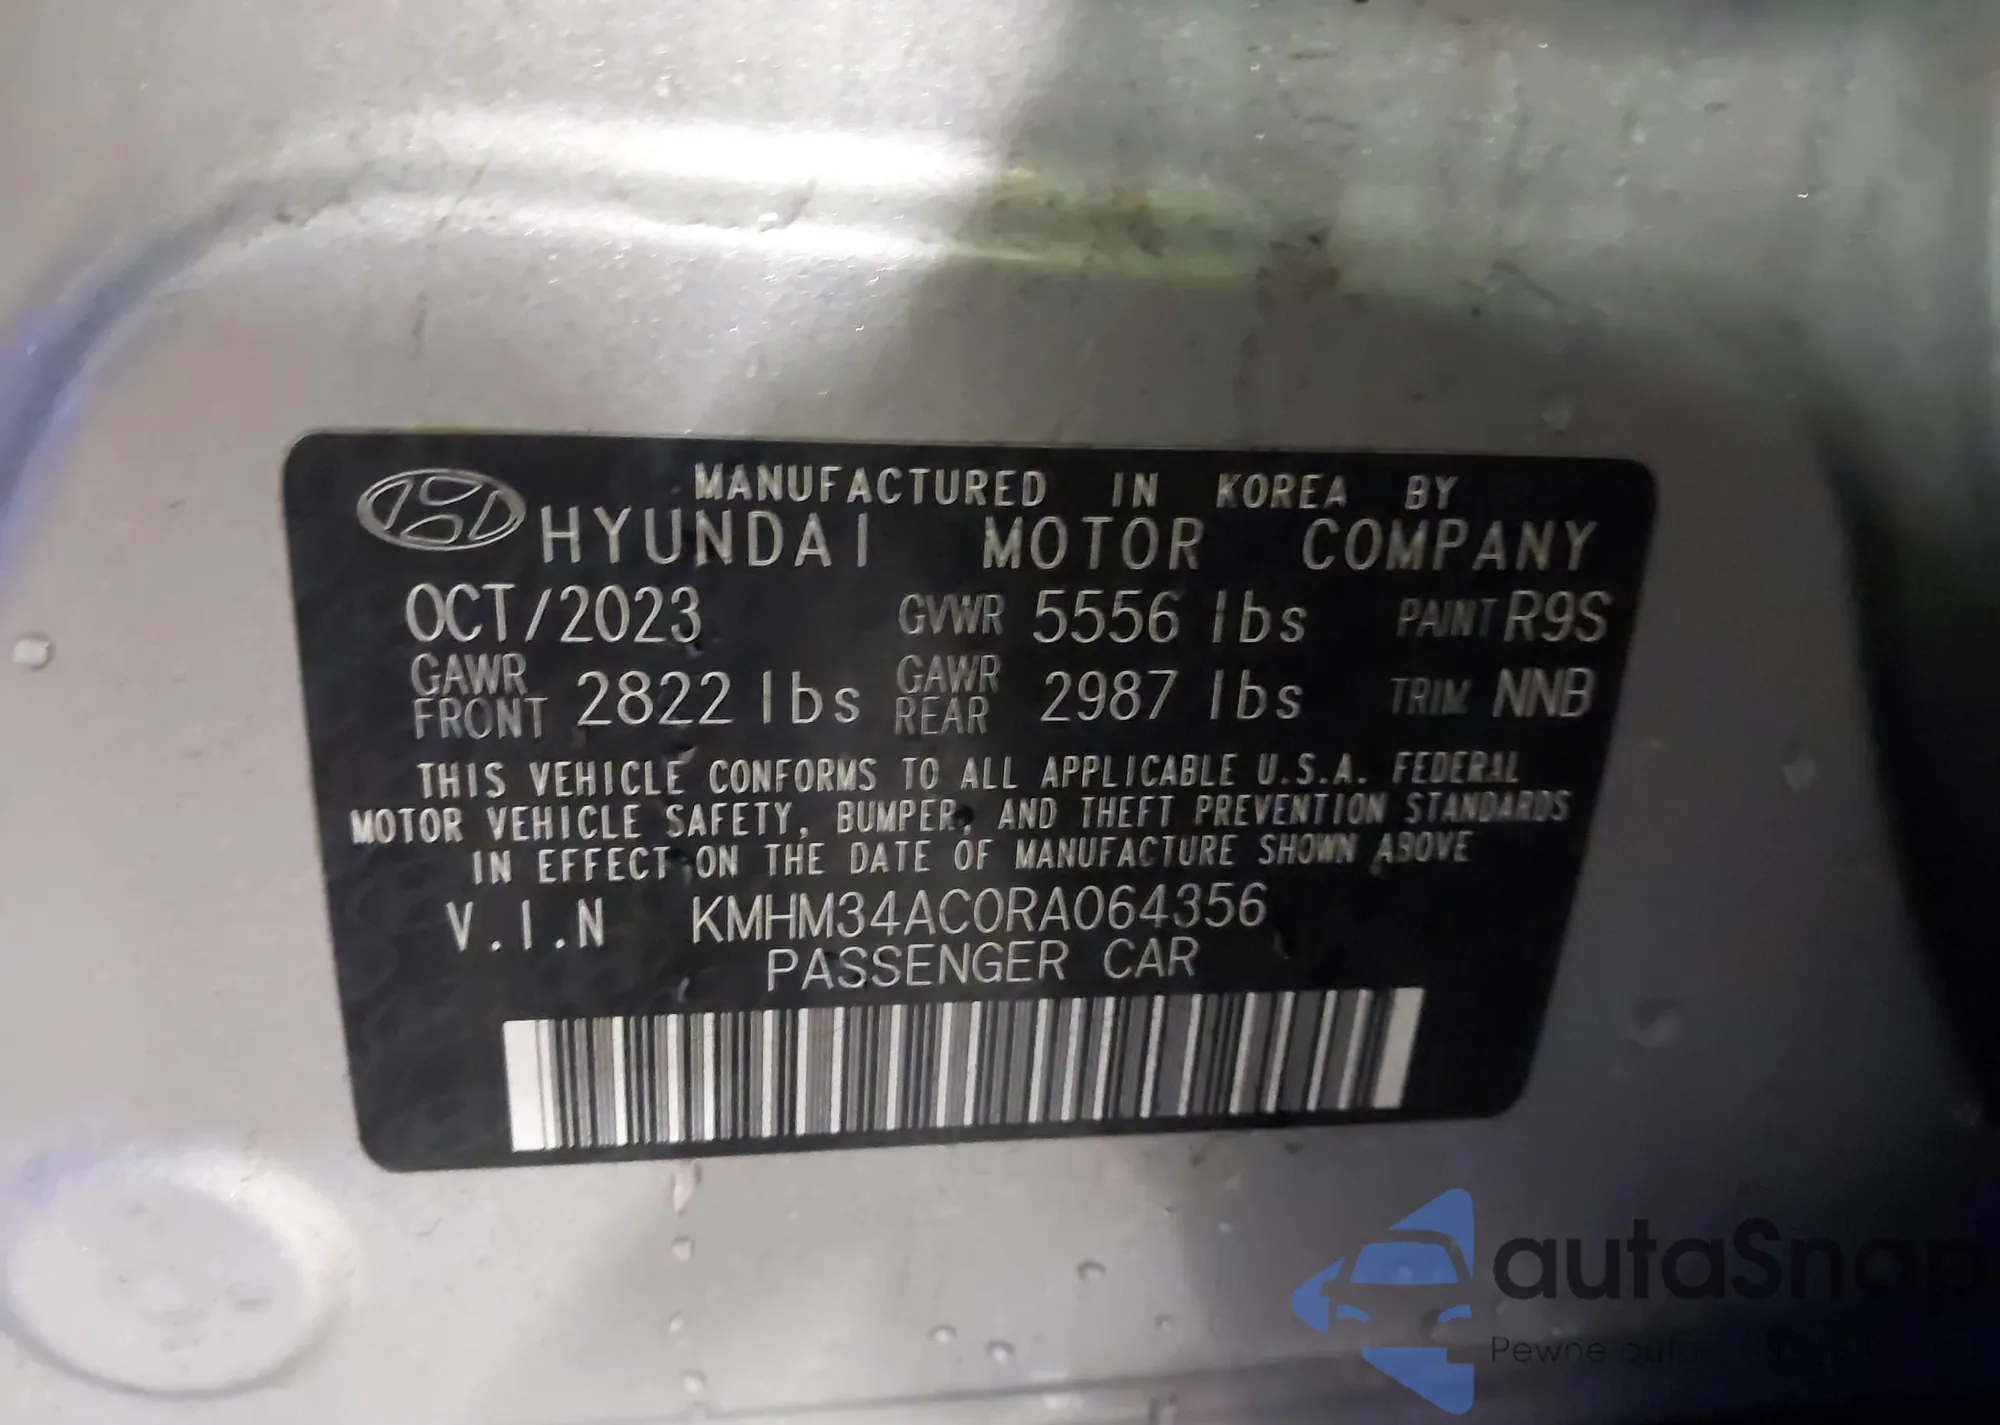 MANUFACTURED IN KOREA BY
HYUNDAI MOTOR COMPANY
OCT/2023 GVWR 5556 lbs PAINT R9S
GAWR FRONT 2822 lbs GAWR REAR 2987 lbs TRIM NNB
THIS VEHICLE CONFORMS TO ALL APPLICABLE U.S.A. FEDERAL
MOTOR VEHICLE SAFETY, BUMPER, AND THEFT PREVENTION STANDARDS
IN EFFECT ON THE DATE OF MANUFACTURE SHOWN ABOVE
V.I.N KMHM34AC0RA064356
PASSENGER CAR
autaSnap
Pewne auta